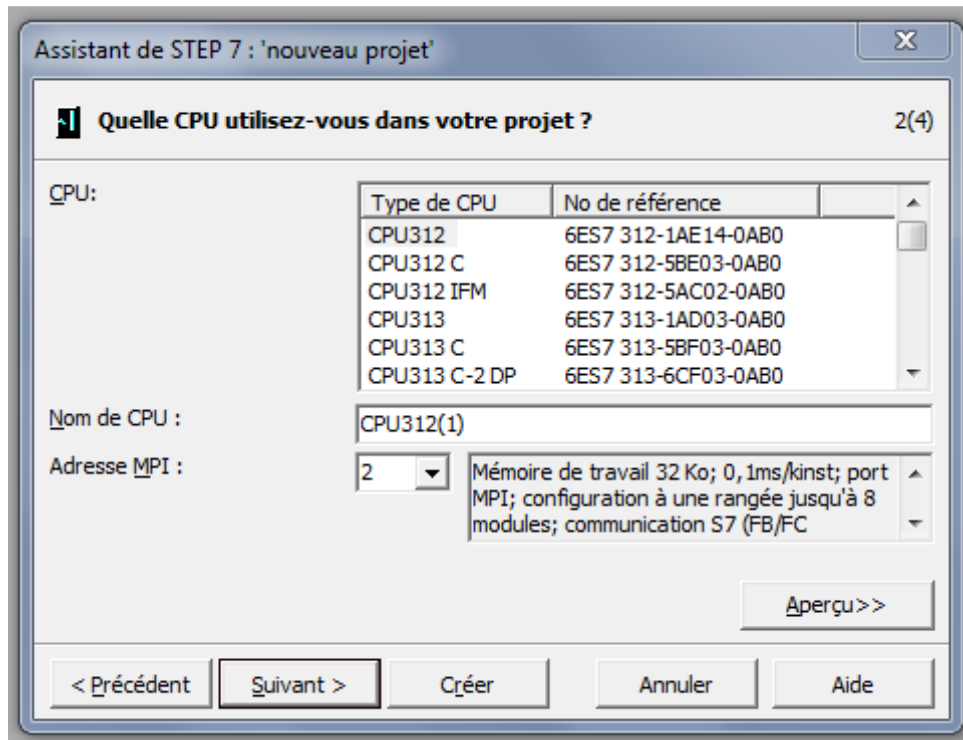 Assistant de STEP 7 : 'nouveau projet'
Quelle CPU utilisez-vous dans votre projet ? 2(4)
CPU:
Type de CPU No de référence
CPU312 6ES7 312-1AE14-0AB0
CPU312 C 6ES7 312-5BE03-0AB0
CPU312 IFM 6ES7 312-5AC02-0AB0
CPU313 6ES7 313-1AD03-0AB0
CPU313 C 6ES7 313-5BF03-0AB0
CPU313 C-2 DP 6ES7 313-6CF03-0AB0
Nom de CPU : CPU312(1)
Adresse MPI : 2
Mémoire de travail 32 Ko; 0,1ms/kinst; port
MPI; configuration à une rangée jusqu'à 8
modules; communication S7 (FB/FC
Aperçu>>
< Précédent Suivant > Créer Annuler Aide